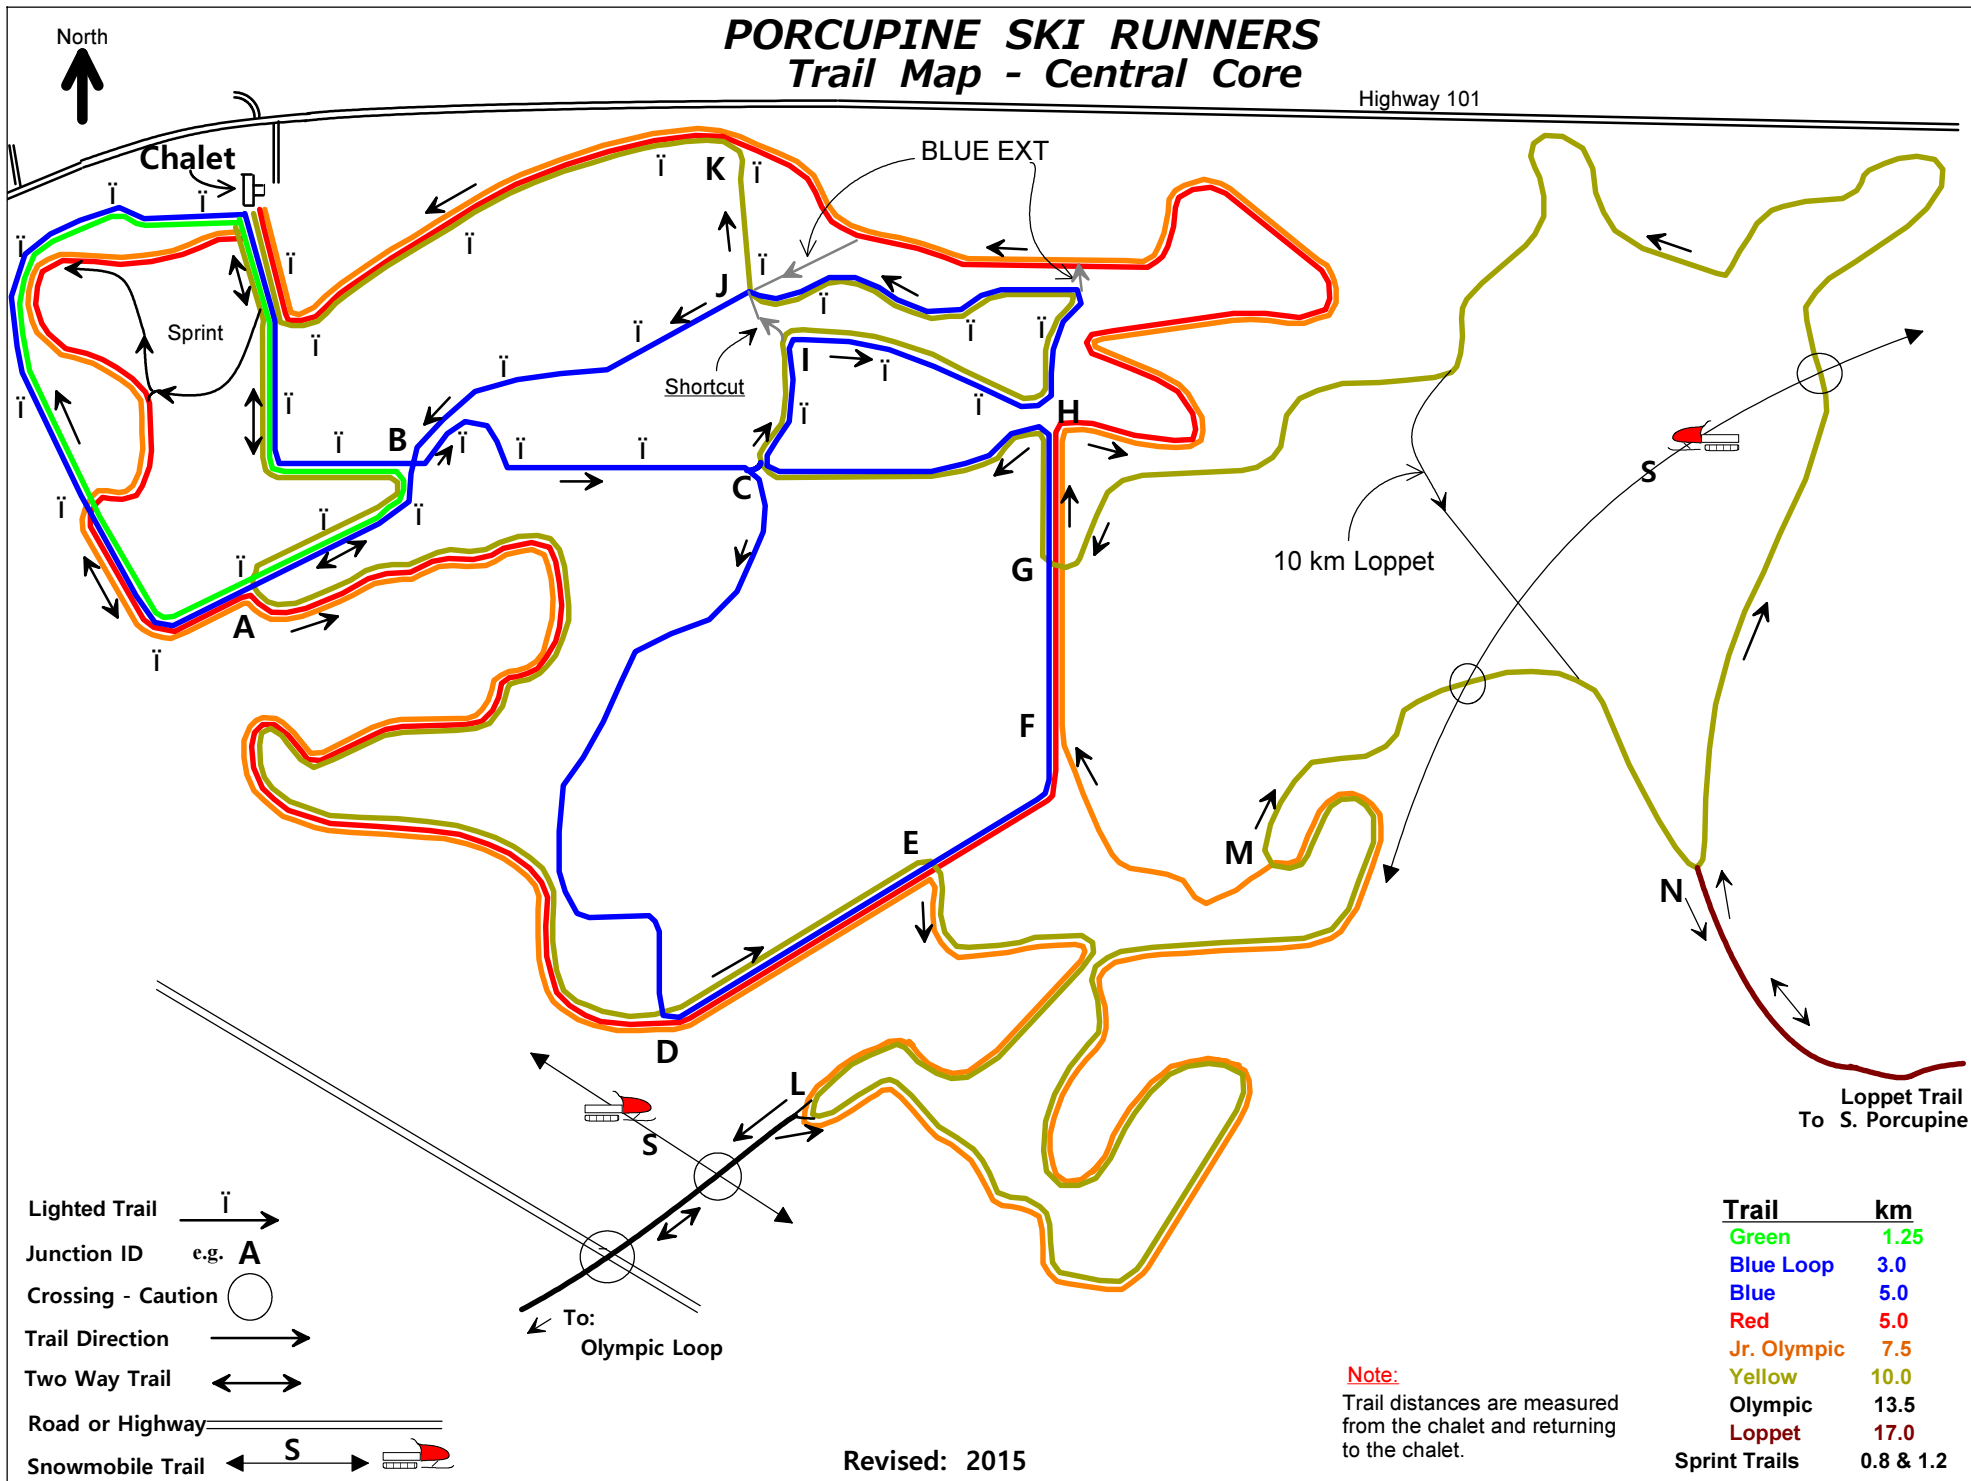 PORCUPINE SKI RUNNERS
Trail Map - Central Core
North
Highway 101
Chalet
BLUE EXT
K
J
Sprint
Shortcut
I
H
B
C
S
10 km Loppet
G
A
F
E
M
N
D
L
S
Loppet Trail
To S. Porcupine
To:
Olympic Loop
Lighted Trail ï
Junction ID e.g. A
Crossing - Caution
Trail Direction
Two Way Trail
Road or Highway
Snowmobile Trail S
Revised: 2015
Note:
Trail distances are measured
from the chalet and returning
to the chalet.
Trail km
Green 1.25
Blue Loop 3.0
Blue 5.0
Red 5.0
Jr. Olympic 7.5
Yellow 10.0
Olympic 13.5
Loppet 17.0
Sprint Trails 0.8 & 1.2